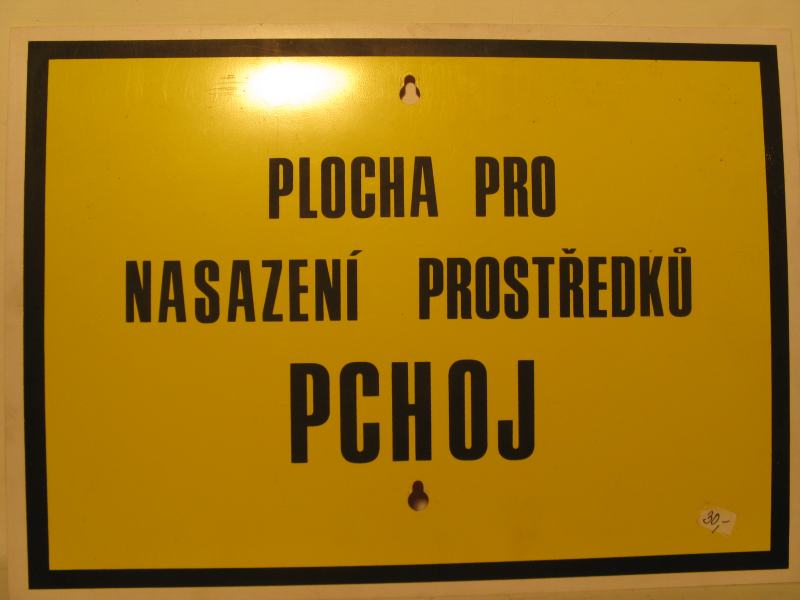 PLOCHA PRO
NASAZENÍ PROSTŘEDKŮ
PCHOJ
30,-